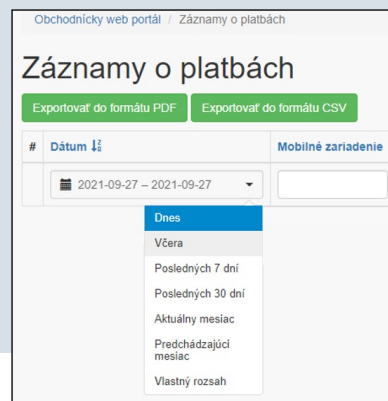 Obchodnícky web portál / Záznamy o platbách
Záznamy o platbách
Exportovať do formátu PDF Exportovať do formátu CSV
# Dátum Mobilné zariadenie
2021-09-27 – 2021-09-27
Dnes
Včera
Posledných 7 dní
Posledných 30 dní
Aktuálny mesiac
Predchádzajúci
mesiac
Vlastný rozsah